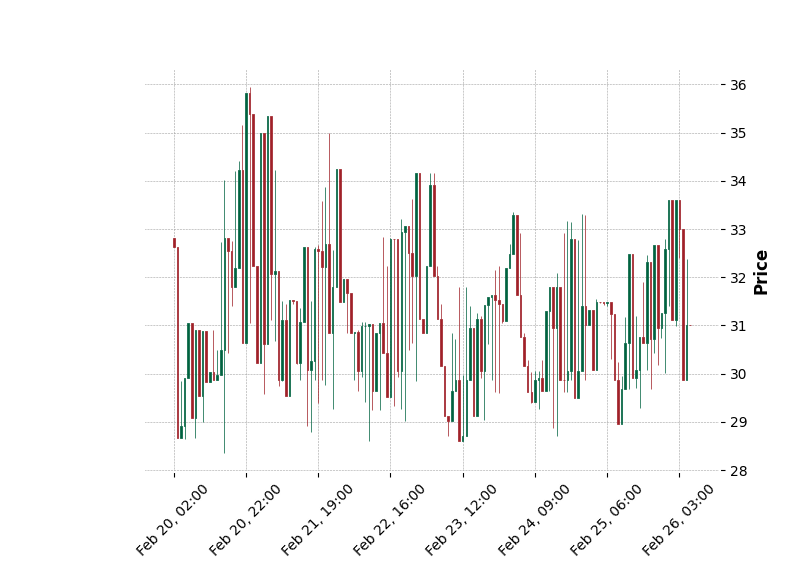 36
35
34
33
32
31
30
29
28
Price
Feb 20, 02:00
Feb 20, 22:00
Feb 21, 19:00
Feb 22, 16:00
Feb 23, 12:00
Feb 24, 09:00
Feb 25, 06:00
Feb 26, 03:00